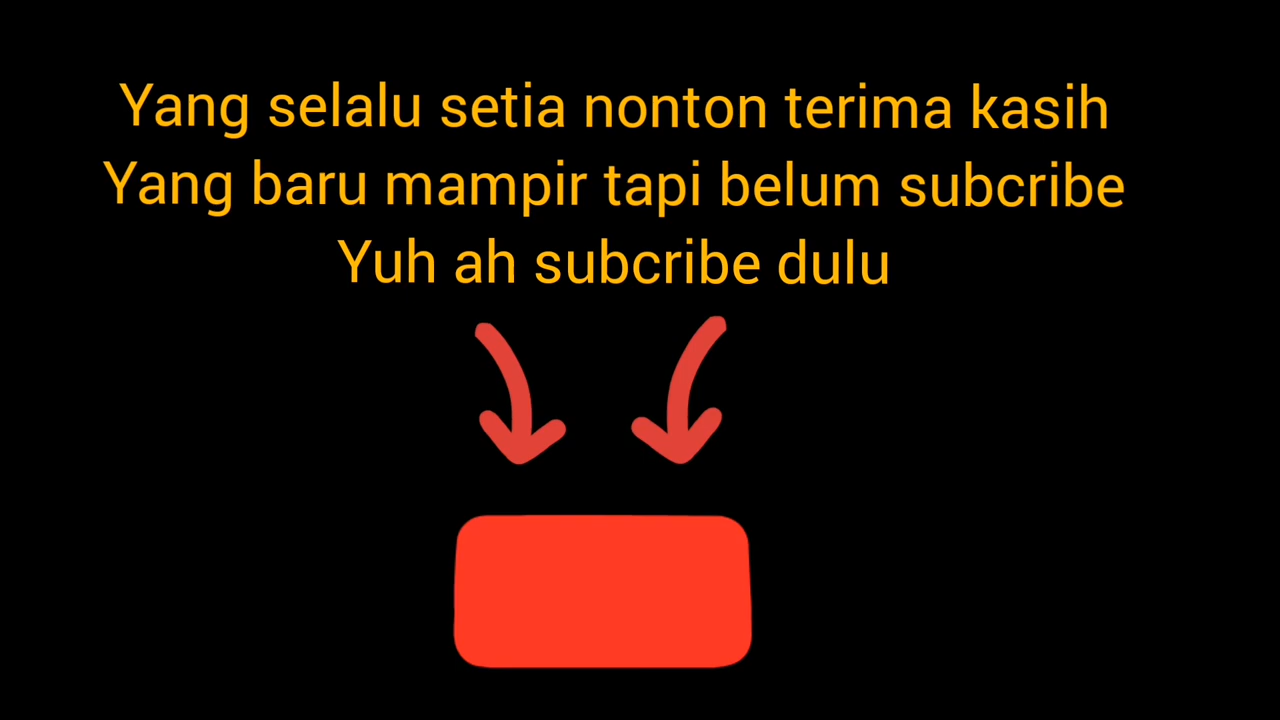 Yang selalu setia nonton terima kasih
Yang baru mampir tapi belum subcribe
Yuh ah subcribe dulu